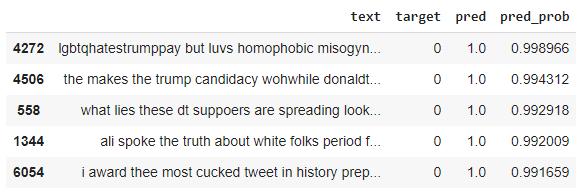 text target pred pred_prob
4272 lgbtqhatestrumppay but luvs homophobic misogyn... 0 1.0 0.998966
4506 the makes the trump candidacy wohwhile donaldt... 0 1.0 0.994312
558 what lies these dt suppoers are spreading look... 0 1.0 0.992918
1344 ali spoke the truth about white folks period f... 0 1.0 0.992009
6054 i award thee most cucked tweet in history prep... 0 1.0 0.991659